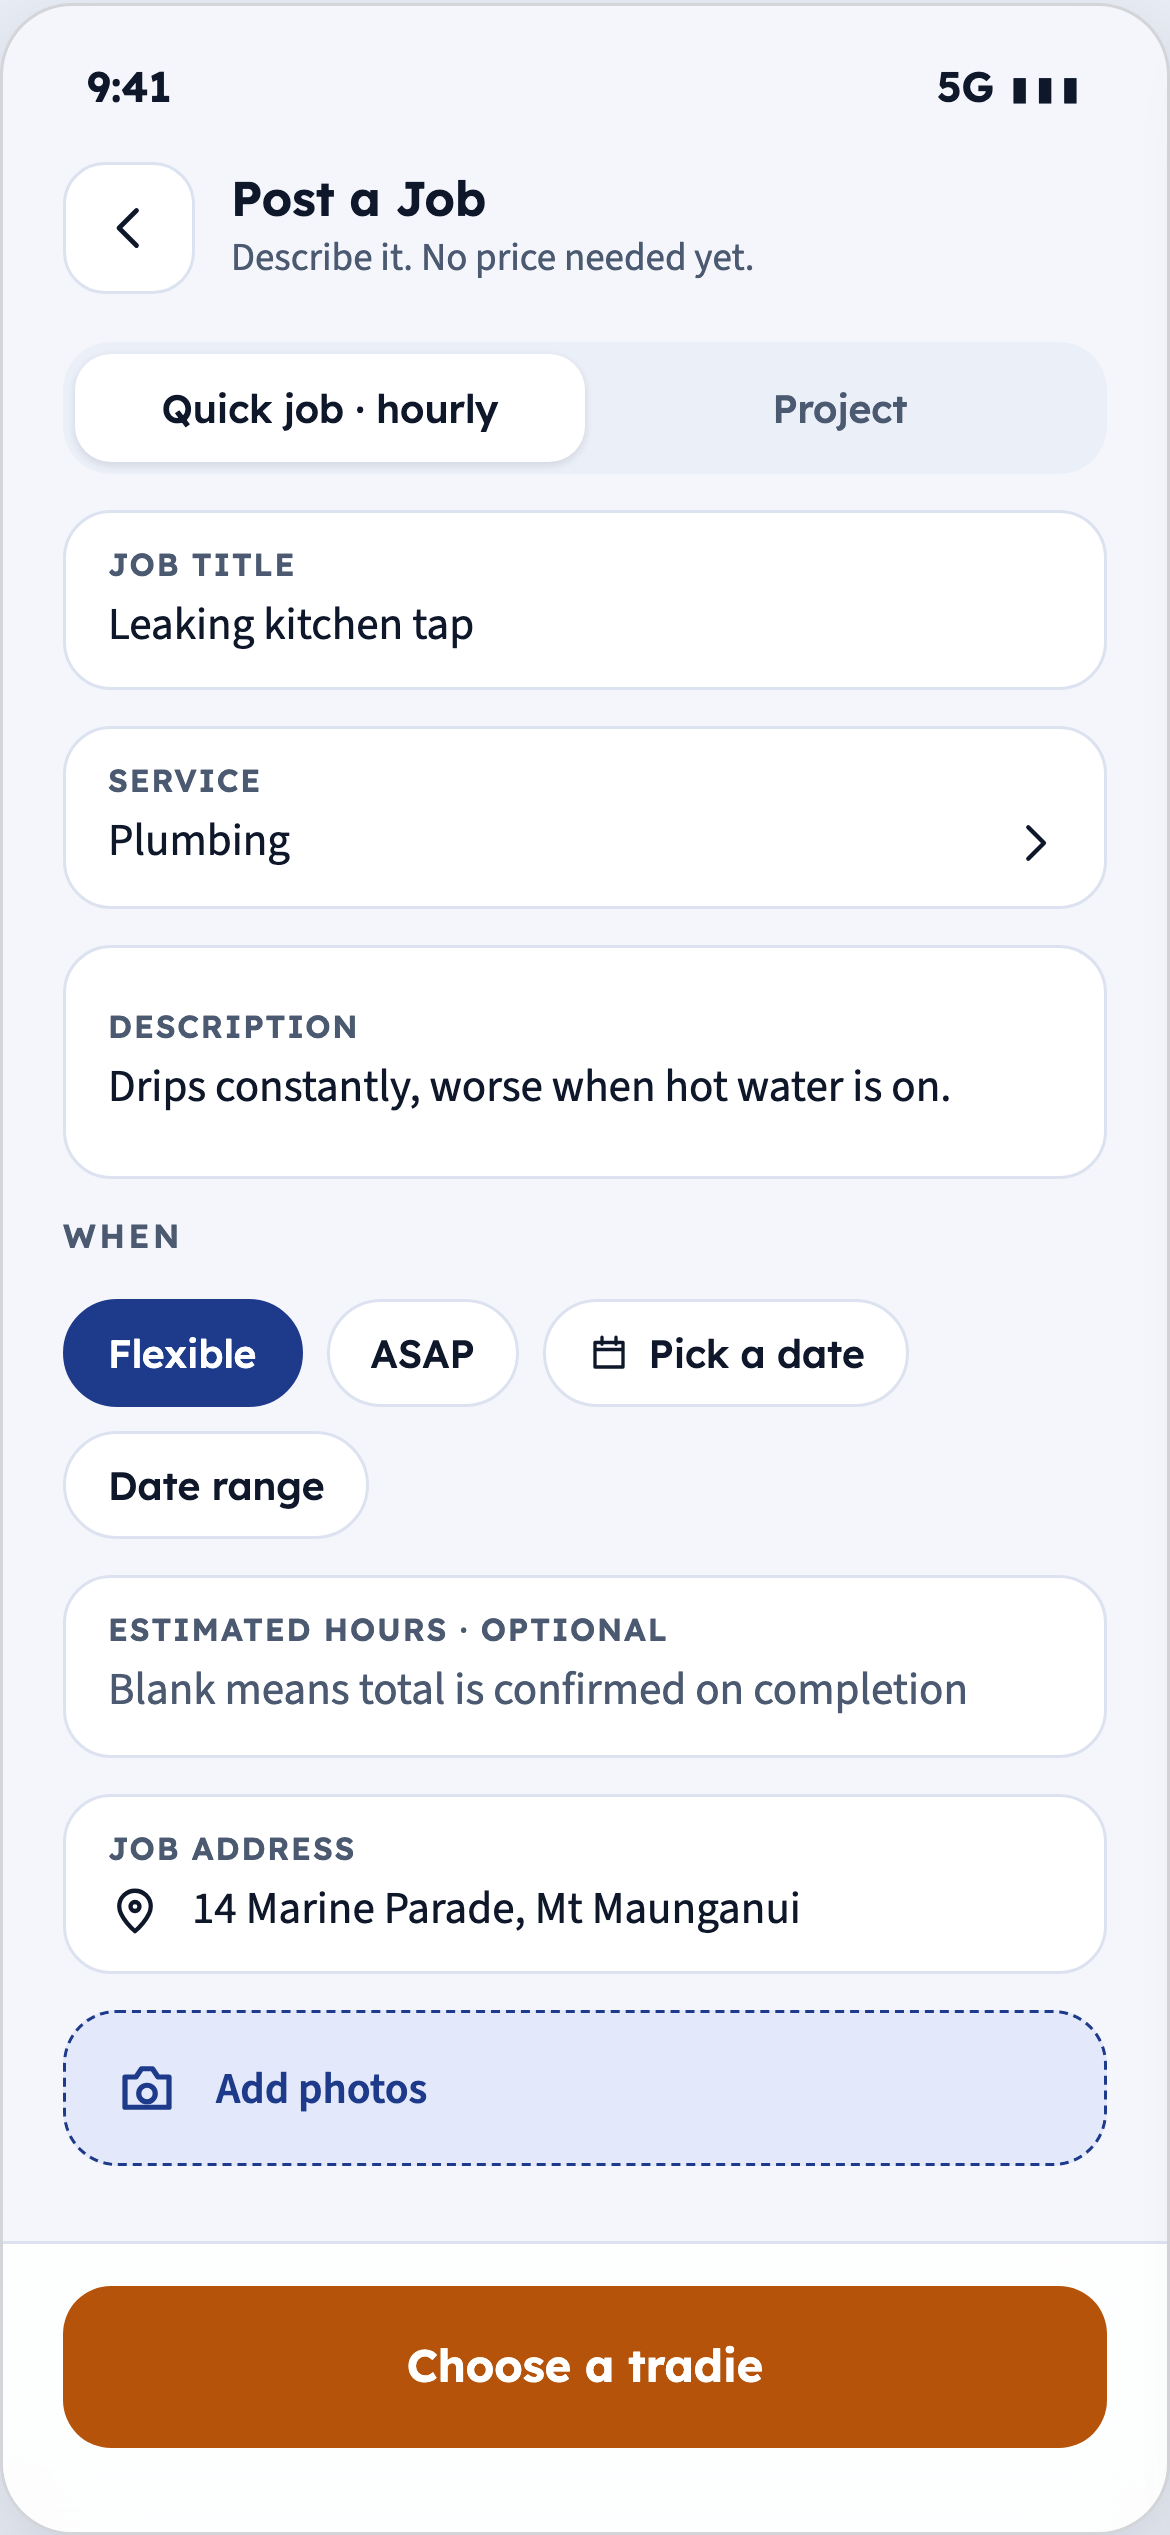 9:41
5G
Post a Job
Describe it. No price needed yet.
Quick job · hourly
Project
JOB TITLE
Leaking kitchen tap
SERVICE
Plumbing
DESCRIPTION
Drips constantly, worse when hot water is on.
WHEN
Flexible
ASAP
Pick a date
Date range
ESTIMATED HOURS · OPTIONAL
Blank means total is confirmed on completion
JOB ADDRESS
14 Marine Parade, Mt Maunganui
Add photos
Choose a tradie